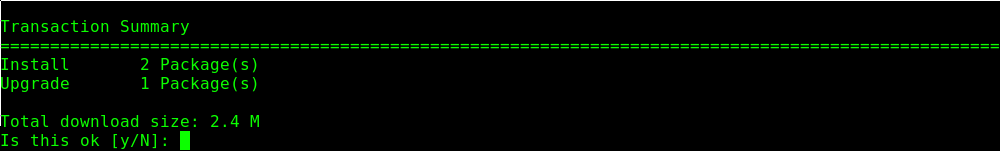 Transaction Summary
====================================================================================================
Install       2 Package(s)
Upgrade       1 Package(s)
Total download size: 2.4 M
Is this ok [y/N]: